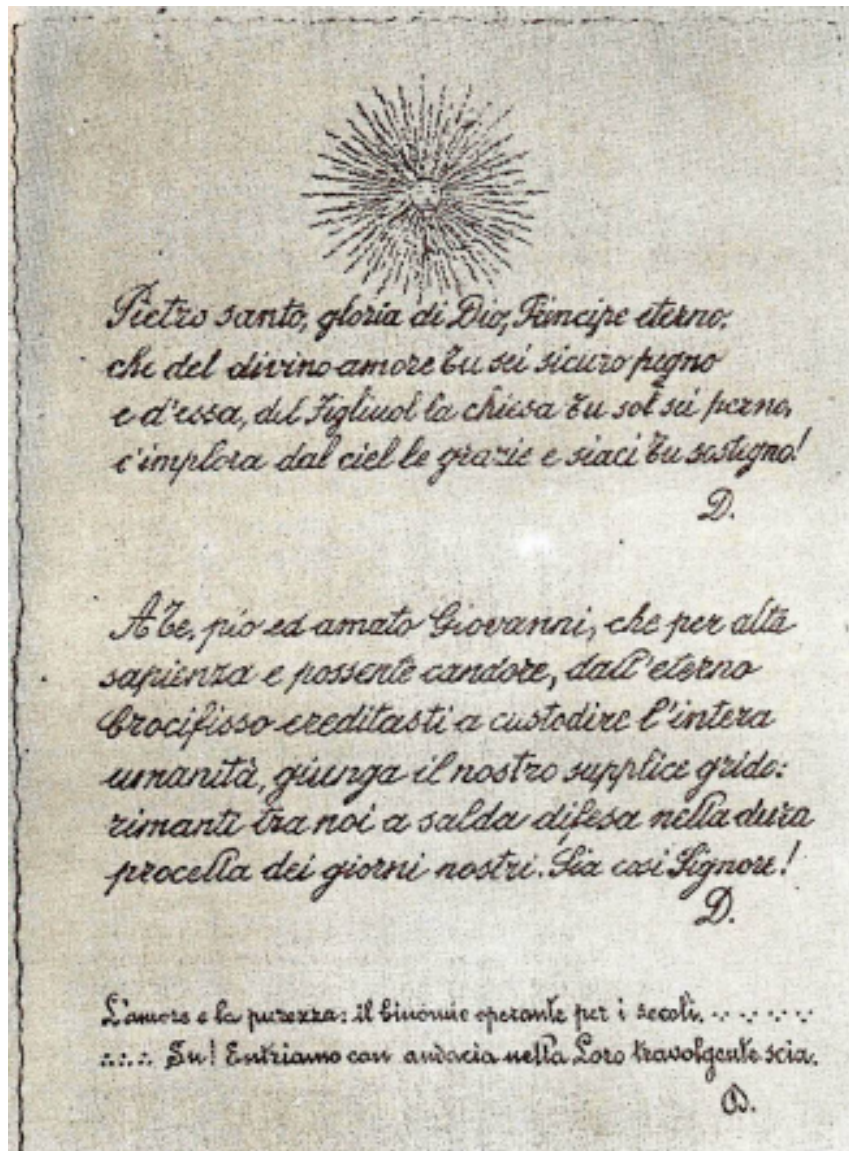 Pietro santo, gloria di Dio, Principe eterno,
che del divino amore Tu sei sicuro pegno
e d'essa, del Figliuol la chiesa Tu sol sei perno,
c'implora dal ciel le grazie e siaci Tu sostegno!
D.
A Te, pio ed amato Giovanni, che per alta
sapienza e possente candore, dall'eterno
Crocifisso ereditasti a custodire l'intera
umanità, giunga il nostro supplice grido:
rimanti tra noi a salda difesa nella dura
procella dei giorni nostri. Sia così Signore!
D.
L'amore e la purezza: il binomio operante per i secoli. .. . .. . ..
.:.:.:. Su! Entriamo con audacia nella Loro travolgente scia.
D.